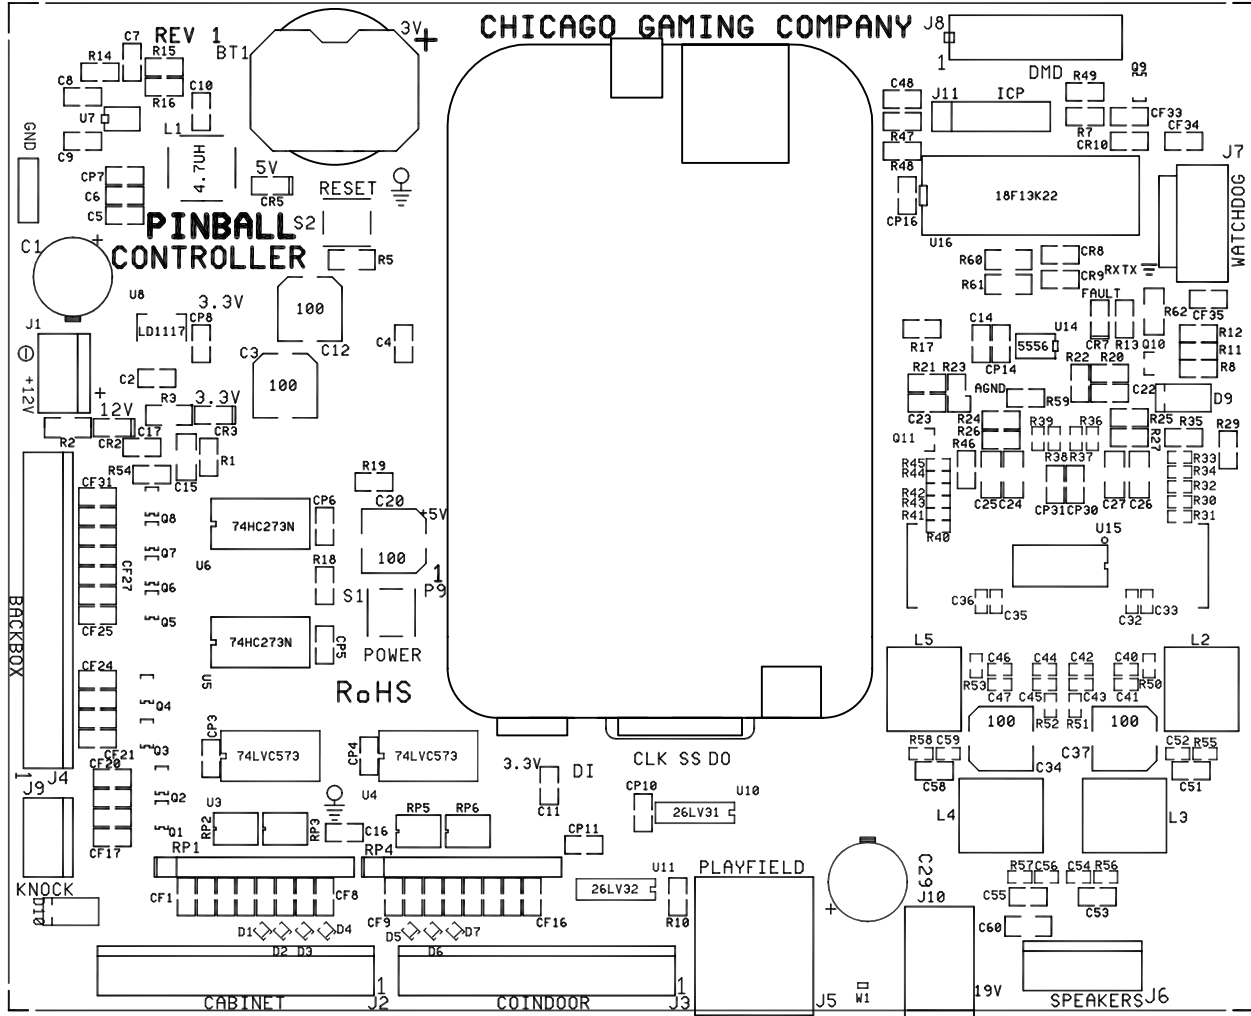 CHICAGO GAMING COMPANY
REV 1
BT1
3V
+
J8
1
DMD
Q9
C7
R14
R15
C8
R16
C10
U7
L1
C9
GND
4.7UH
5V
CR5
RESET
S2
CP7
C6
C5
PINBALL
CONTROLLER
C1
+
R5
C48
J11
ICP
R49
R47
R7
CF33
CR10
CF34
R48
J7
18F13K22
CP16
U16
WATCHDOG
R60
CR8
R61
CR9
RXTX
FAULT
R62
CF35
U8
3.3V
100
J1
LD1117
CP8
C12
C4
C3
100
+12V
+
C2
R3
3.3V
12V
R2
CR2
C17
CR3
R54
C15
R1
C14
U14
R17
5556
CR7
R13
Q10
R12
R11
R8
CP14
R21
R23
R22
R20
AGND
R59
C22
D9
C23
R24
R25
R26
R39
R36
R27
R35
R29
Q11
R46
R38
R37
R45
R44
R33
R34
R42
R43
R32
R30
R41
R31
R40
C25
C24
CP31
CP30
C27
C26
U15
R19
C20
+5V
100
1
P9
CF31
Q8
74HC273N
CP6
Q7
U6
R18
CF27
Q6
S1
Q5
BACKBOX
CF25
74HC273N
CP5
POWER
C36
C35
C32
C33
CF24
U5
RoHS
L5
L2
C46
C44
C42
C40
R53
R50
C47
C45
C43
C41
R52
R51
Q4
CP3
74LVC573
CP4
74LVC573
100
100
Q3
CF21
3.3V
DI
CLK SS DO
R58
C59
C34
C37
C52
R55
C58
C51
1
J4
CF20
J9
Q2
U3
U4
C11
CP10
U10
26LV31
L4
L3
Q1
RP2
RP3
C16
RP5
RP6
CP11
CF17
RP1
RP4
KNOCK
D10
CF1
CF8
CF9
CF16
U11
26LV32
R10
PLAYFIELD
C29
+
J10
R57
C56
C54
R56
C55
C53
C60
D1
D2
D3
D4
D5
D6
D7
1
CABINET
J2
COINDOOR
1
J3
J5
W1
19V
SPEAKERS
J6